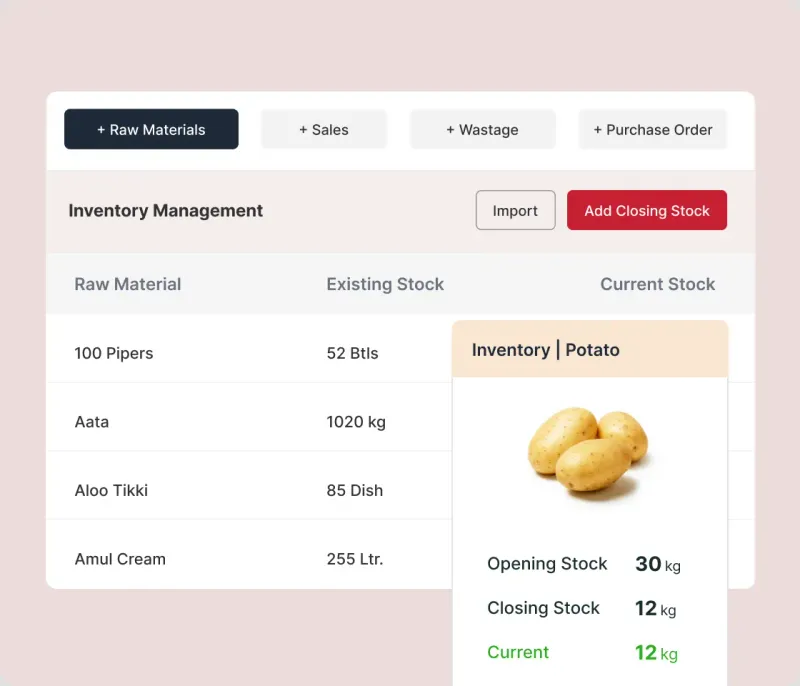 + Raw Materials + Sales + Wastage + Purchase Order
Inventory Management Import Add Closing Stock
Raw Material Existing Stock Current Stock
100 Pipers 52 Btls
Aata 1020 kg
Aloo Tikki 85 Dish
Amul Cream 255 Ltr.
Inventory | Potato
Opening Stock 30 kg
Closing Stock 12 kg
Current 12 kg